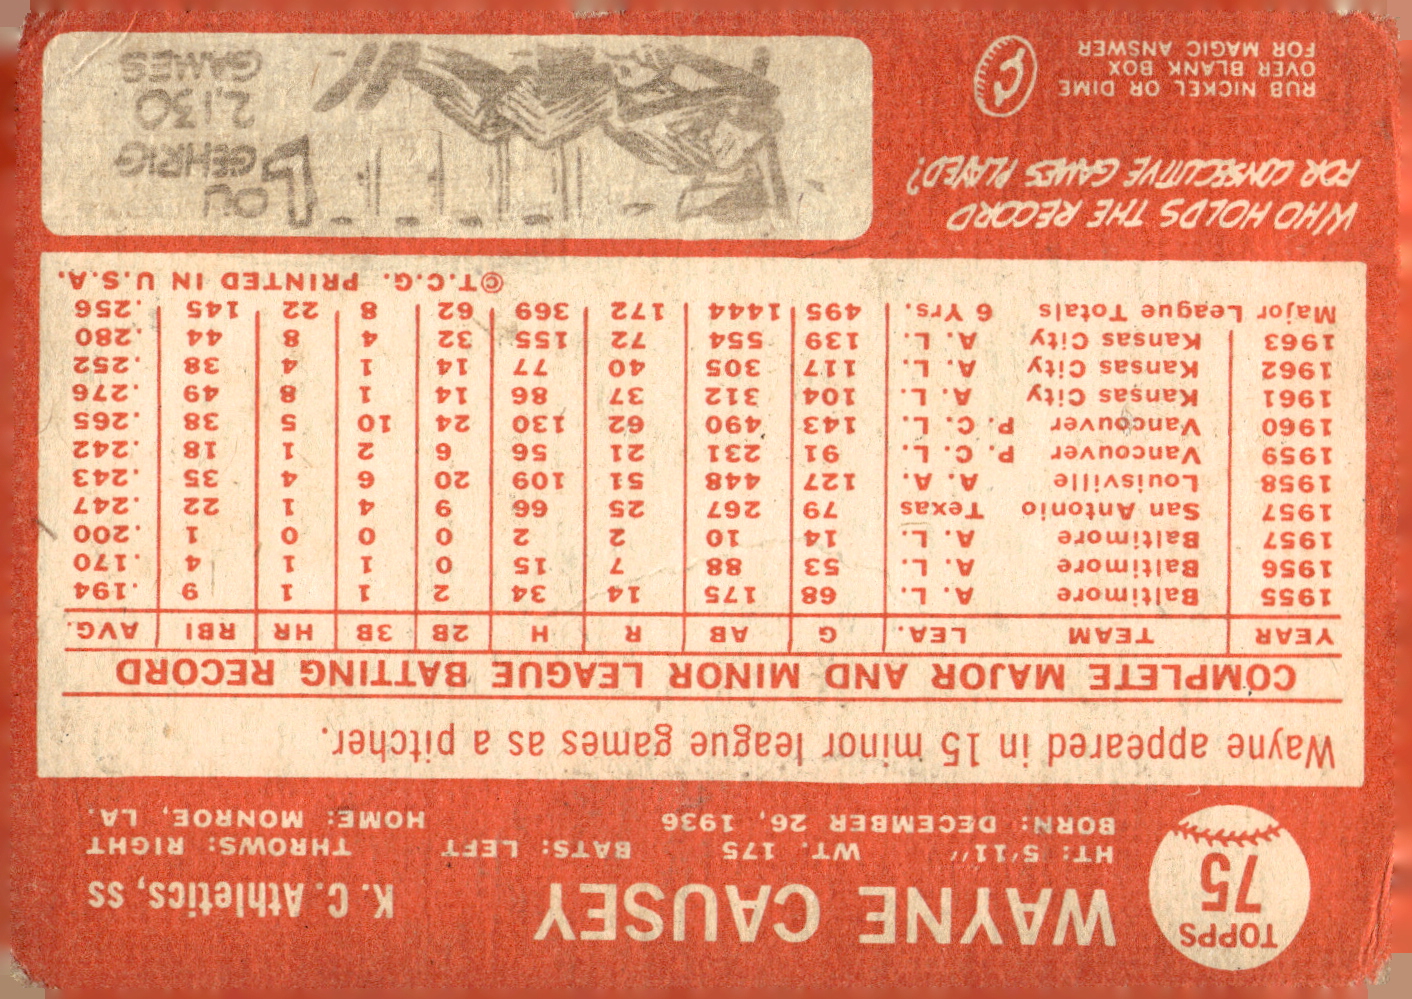 TOPPS
75
WAYNE CAUSEY
K. C. Athletics, ss
HT: 5'11" WT. 175 BATS: LEFT THROWS: RIGHT
BORN: DECEMBER 26, 1936 HOME: MONROE, LA.
Wayne appeared in 15 minor league games as a pitcher.
COMPLETE MAJOR AND MINOR LEAGUE BATTING RECORD
YEAR TEAM LEA. G AB R H 2B 3B HR RBI AVG.
1955 Baltimore A. L. 68 175 14 34 2 1 1 9 .194
1956 Baltimore A. L. 53 88 7 15 0 1 1 4 .170
1957 Baltimore A. L. 14 10 2 2 0 0 0 1 .200
1957 San Antonio Texas 79 267 25 66 9 4 1 22 .247
1958 Louisville A. A. 127 448 51 109 20 6 4 35 .243
1959 Vancouver P. C. L. 91 231 21 56 6 2 1 18 .242
1960 Vancouver P. C. L. 143 490 62 130 24 10 5 38 .265
1961 Kansas City A. L. 104 312 37 86 14 1 8 49 .276
1962 Kansas City A. L. 117 305 40 77 14 1 4 38 .252
1963 Kansas City A. L. 139 554 72 155 32 4 8 44 .280
Major League Totals 6 Yrs. 495 1444 172 369 62 8 22 145 .256
©T.C.G. PRINTED IN U.S.A.
WHO HOLDS THE RECORD
FOR CONSECUTIVE GAMES PLAYED?
RUB NICKEL OR DIME
OVER BLANK BOX
FOR MAGIC ANSWER
LOU
GEHRIG
2,130
GAMES